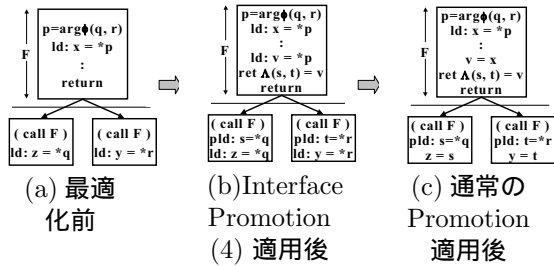 F
p=argϕ(q, r)
ld: x = *p
:
return
( call F )
ld: z = *q
( call F )
ld: y = *r
(a) 最適
化前
F
p=argϕ(q, r)
ld: x = *p
:
ld: v = *p
ret Λ(s, t) = v
return
( call F )
pld: s=*q
ld: z = *q
( call F )
pld: t=*r
ld: y = *r
(b)Interface
Promotion
(4) 適用後
F
p=argϕ(q, r)
ld: x = *p
:
v = x
ret Λ(s, t) = v
return
( call F )
pld: s=*q
z = s
( call F )
pld: t=*r
y = t
(c) 通常の
Promotion
適用後